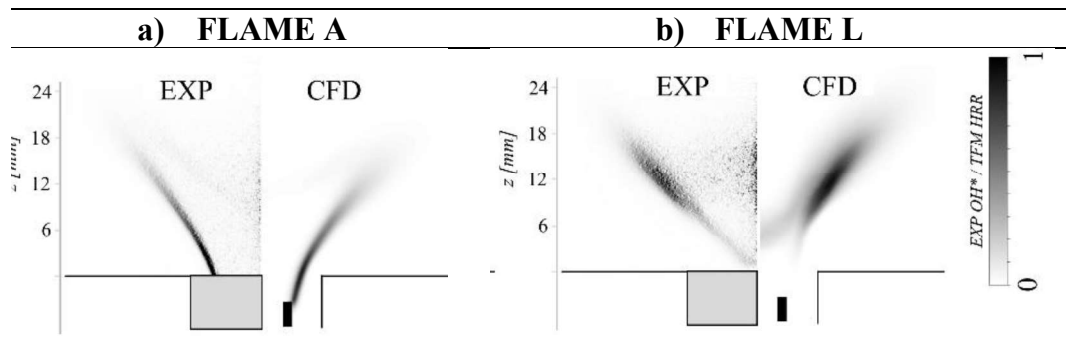 a) FLAME A
b) FLAME L
EXP CFD
24
18
12
6
EXP CFD
24
18
12
6
z [mm]
EXP OH* / TFM HRR
1
0